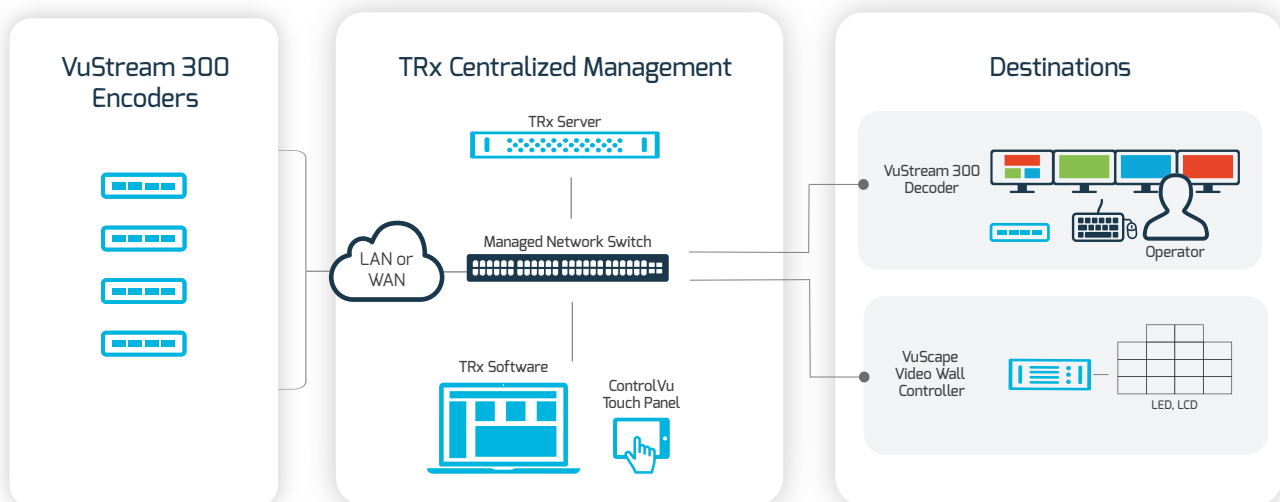 VuStream 300
Encoders
TRx Centralized Management
TRx Server
LAN or
WAN
Managed Network Switch
TRx Software
ControlVu
Touch Panel
Destinations
VuStream 300
Decoder
Operator
VuScape
Video Wall
Controller
LED, LCD